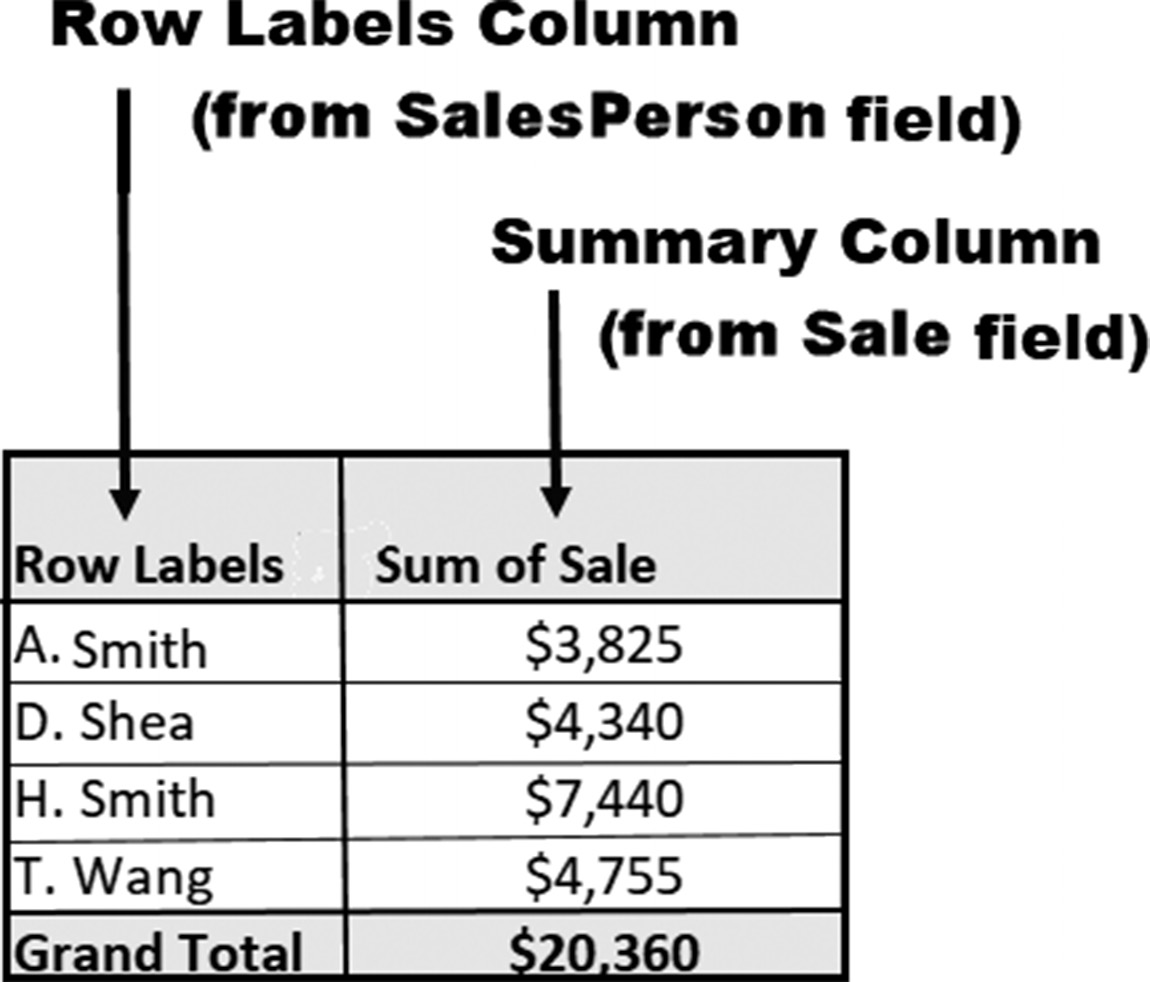 Row Labels Column
(from SalesPerson field)
Summary Column
(from Sale field)
Row Labels Sum of Sale
A. Smith $3,825
D. Shea $4,340
H. Smith $7,440
T. Wang $4,755
Grand Total $20,360